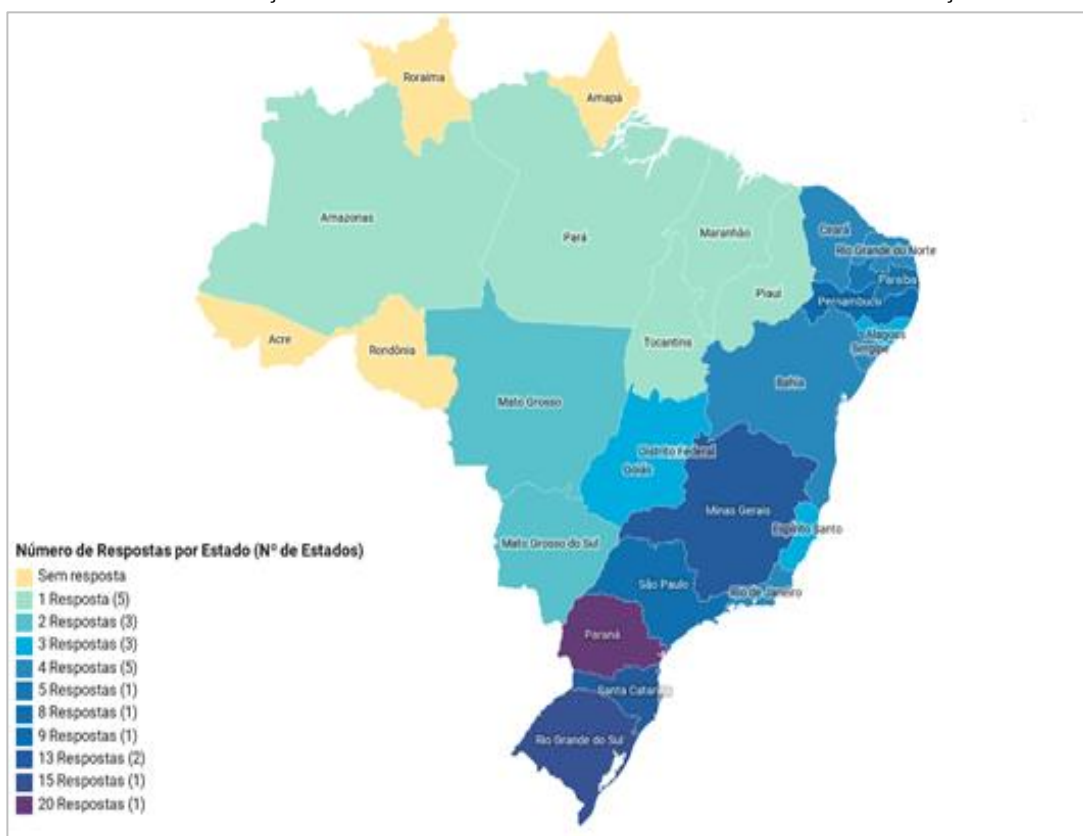 Roraima
Amapá
Amazonas
Pará
Maranhão
Ceará
Rio Grande do Norte
Paraíba
Piauí
Pernambuco
Alagoas
Sergipe
Acre
Rondônia
Tocantins
Bahia
Mato Grosso
Distrito Federal
Goiás
Minas Gerais
Espírito Santo
Mato Grosso do Sul
São Paulo
Rio de Janeiro
Paraná
Santa Catarina
Rio Grande do Sul
Número de Respostas por Estado (Nº de Estados)
Sem resposta
1 Resposta (5)
2 Respostas (3)
3 Respostas (3)
4 Respostas (5)
5 Respostas (1)
8 Respostas (1)
9 Respostas (1)
13 Respostas (2)
15 Respostas (1)
20 Respostas (1)